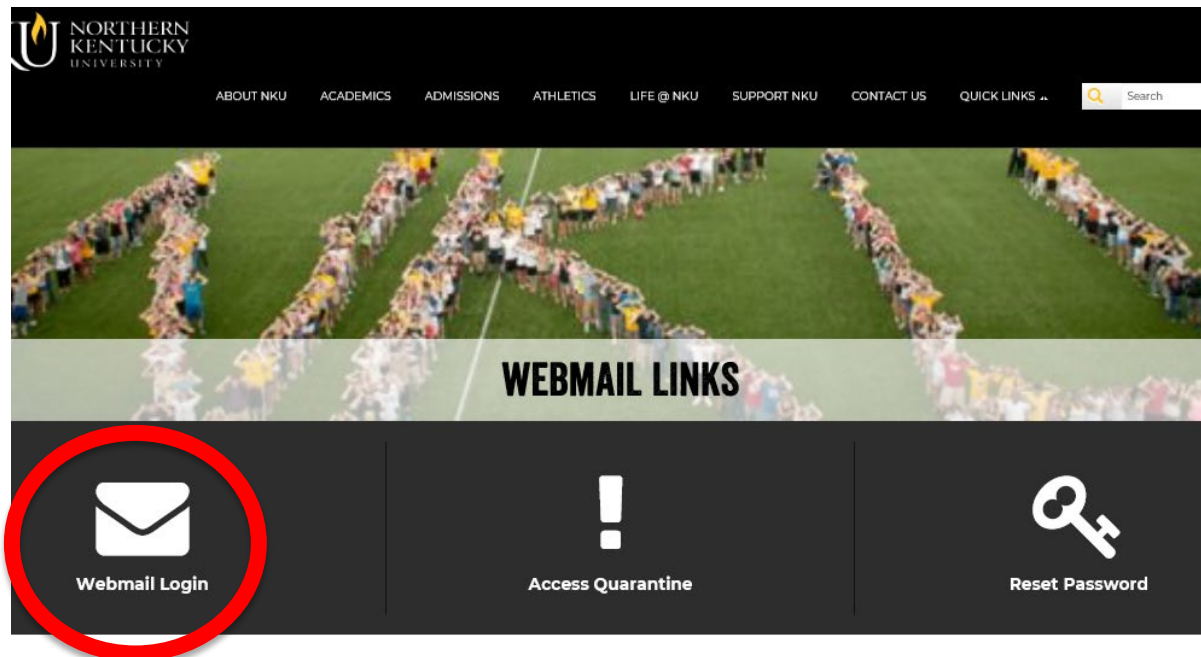 NORTHERN
KENTUCKY
UNIVERSITY
ABOUT NKU ACADEMICS ADMISSIONS ATHLETICS LIFE @ NKU SUPPORT NKU CONTACT US QUICK LINKS Search
NKU
WEBMAIL LINKS
Webmail Login Access Quarantine Reset Password